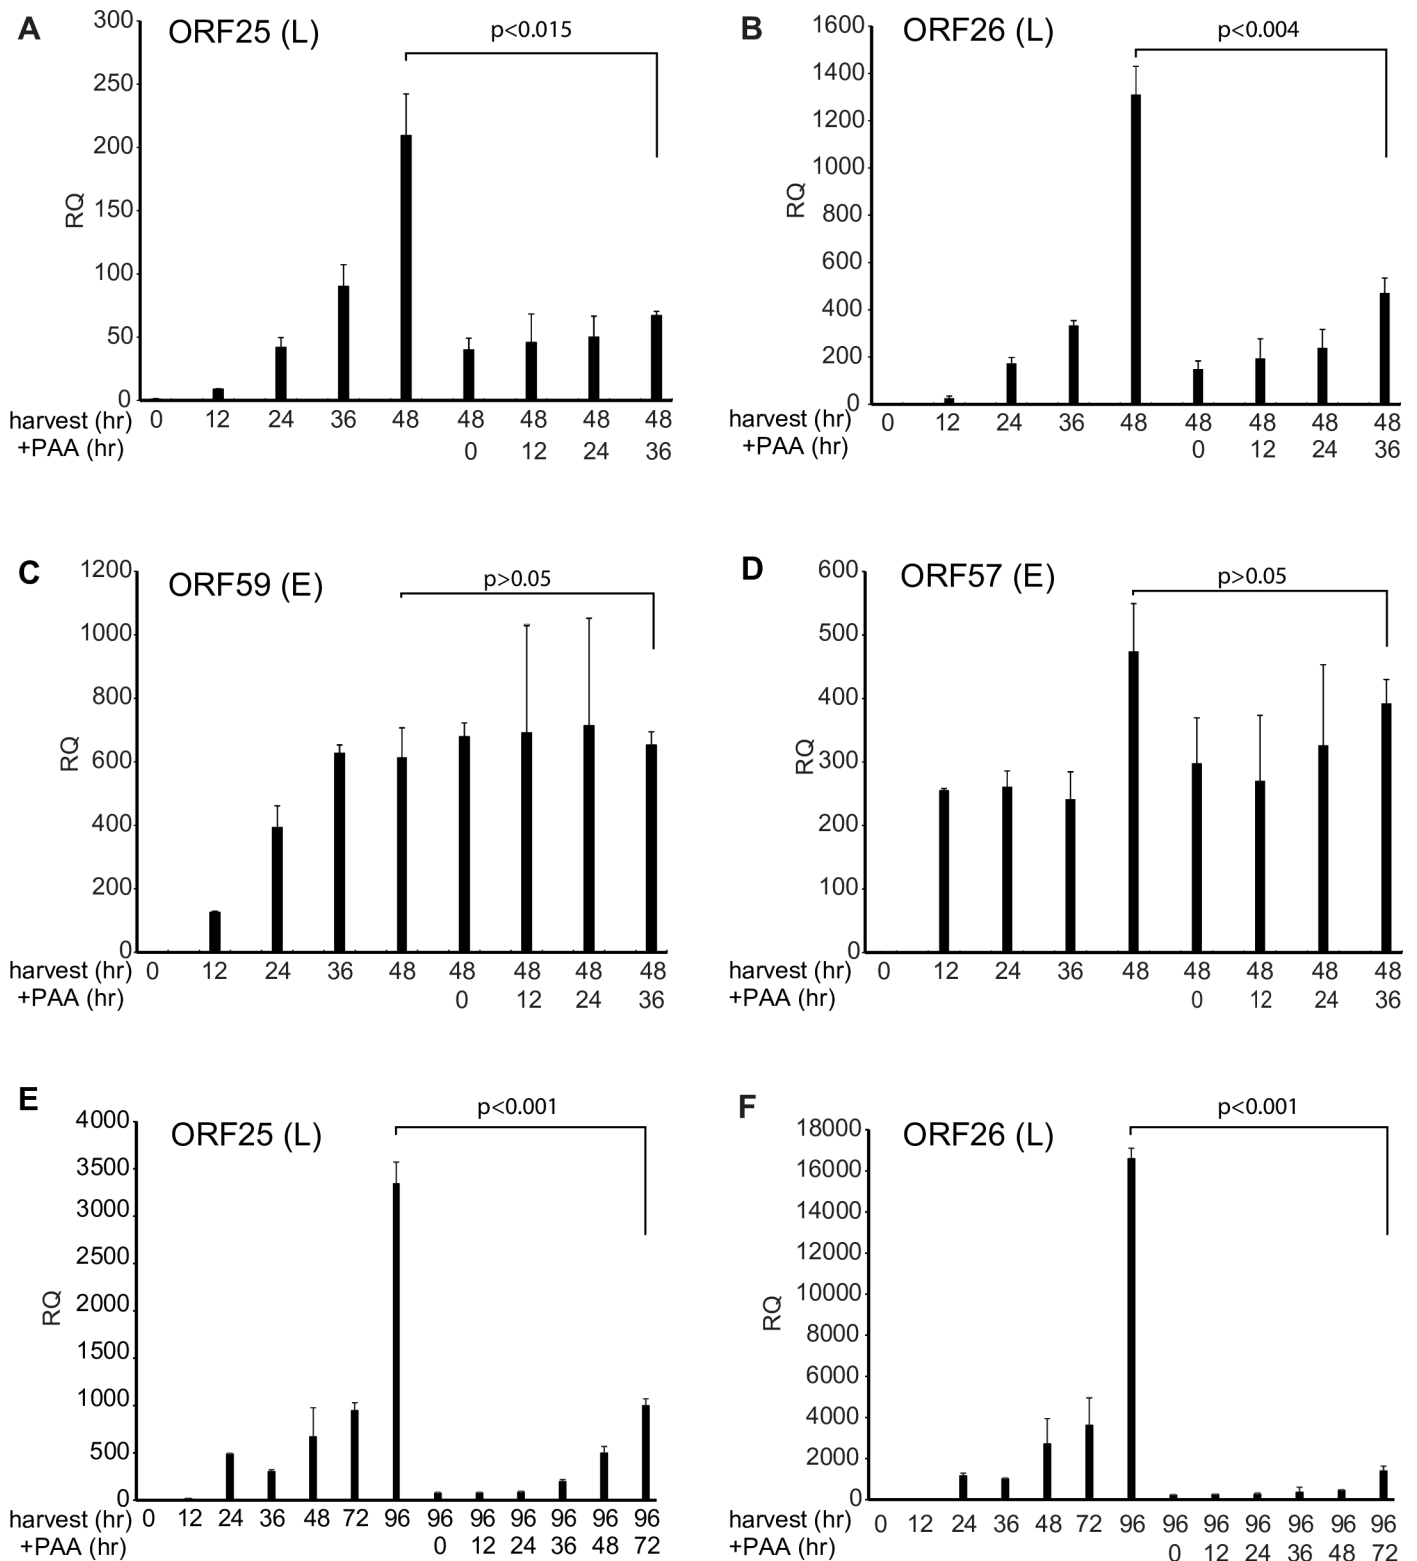 A
ORF25 (L)
p<0.015
300
250
200
150
100
50
0
RQ
harvest (hr) 0 12 24 36 48 48 48 48 48
+PAA (hr) 0 12 24 36
B
ORF26 (L)
p<0.004
1600
1400
1200
1000
800
600
400
200
0
RQ
harvest (hr) 0 12 24 36 48 48 48 48 48
+PAA (hr) 0 12 24 36
C
ORF59 (E)
p>0.05
1200
1000
800
600
400
200
0
RQ
harvest (hr) 0 12 24 36 48 48 48 48 48
+PAA (hr) 0 12 24 36
D
ORF57 (E)
p>0.05
600
500
400
300
200
100
0
RQ
harvest (hr) 0 12 24 36 48 48 48 48 48
+PAA (hr) 0 12 24 36
E
ORF25 (L)
p<0.001
4000
3500
3000
2500
2000
1500
1000
500
0
RQ
harvest (hr) 0 12 24 36 48 72 96 96 96 96 96 96 96
+PAA (hr) 0 12 24 36 48 72
F
ORF26 (L)
p<0.001
18000
16000
14000
12000
10000
8000
6000
4000
2000
0
RQ
harvest (hr) 0 12 24 36 48 72 96 96 96 96 96 96 96
+PAA (hr) 0 12 24 36 48 72